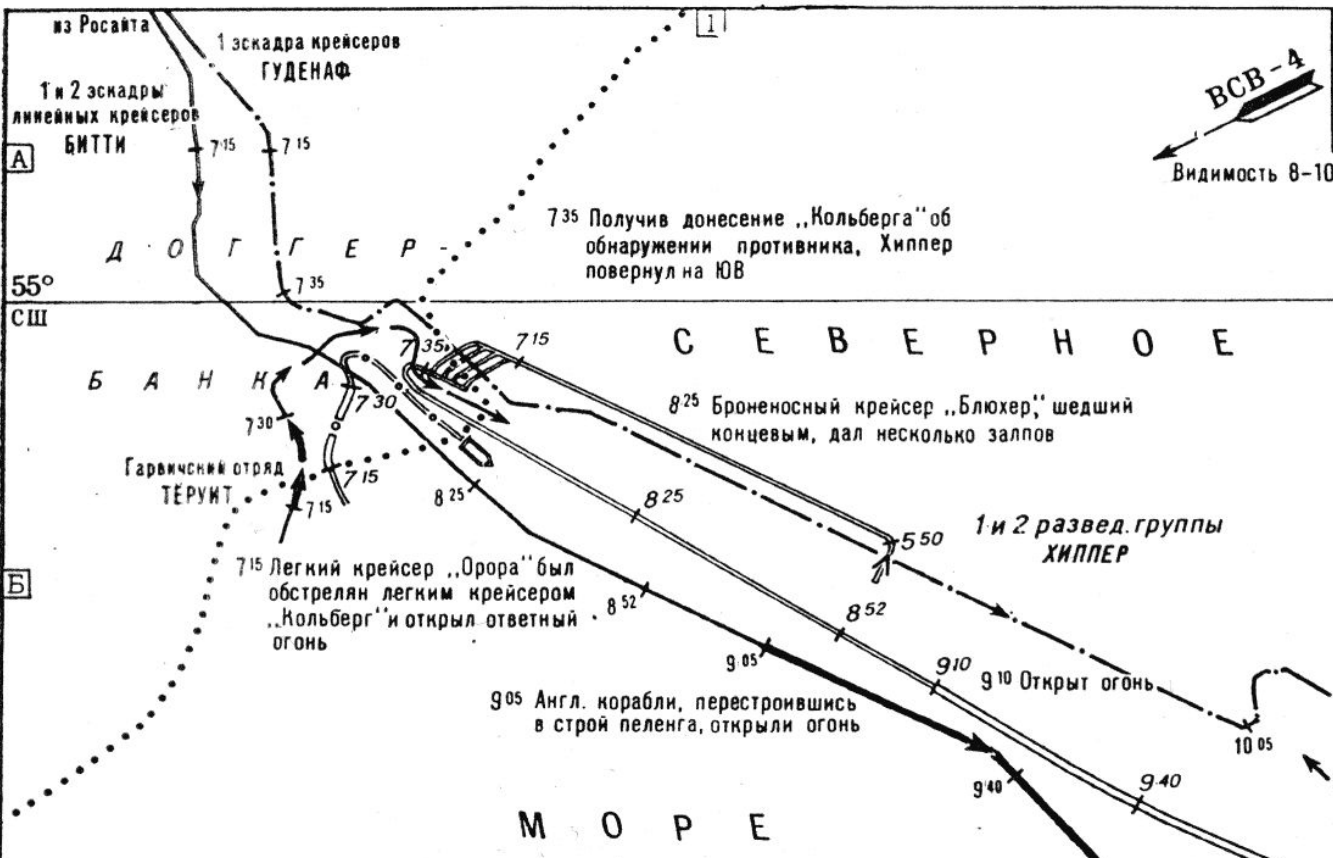 из Росайта
1 эскадра крейсеров
ГУДЕНАФ
1
ВСВ-4
Видимость 8-10
1 и 2 эскадры
линейных крейсеров
БИТТИ
А
7 15
7 15
7 35 Получив донесение „Кольберга" об
обнаружении противника, Хиппер
повернул на ЮВ
ДОГГЕР-
7 35
55°
СШ
СЕВЕРНОЕ
7 35
7 15
БАНКА
7 30
7 30
8 25 Броненосный крейсер „Блюхер," шедший
концевым, дал несколько залпов
Гарвичский отряд
ТЕРУИТ
7 15
7 15
8 25
8 25
5 50
1 и 2 развед. группы
ХИППЕР
Б
7 15 Легкий крейсер „Орора" был
обстрелян легким крейсером
„Кольберг" и открыл ответный
огонь
8 52
8 52
9 05
9 10
9 10 Открыт огонь
9 05 Англ. корабли, перестроившись
в строй пеленга, открыли огонь
10 05
9 40
9 40
МОРЕ